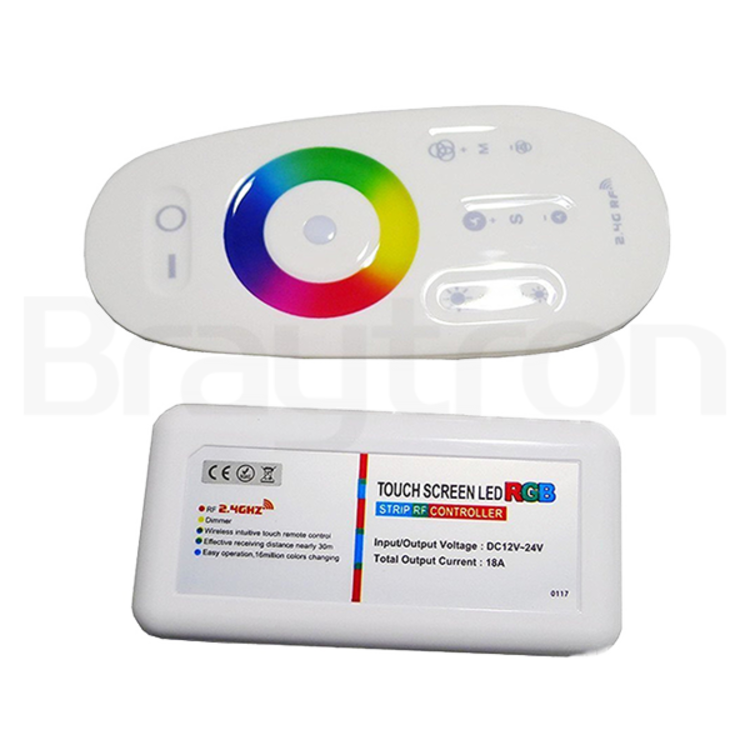 M
S
2.4G RF
Braytron
CE
RF 2.4GHZ
Dimmer
Wireless intuitive touch remote control
Effective receiving distance nearly 30m
Easy operation,16million colors changing
TOUCH SCREEN LED RGB
STRIP RF CONTROLLER
Input/Output Voltage : DC12V~24V
Total Output Current : 18A
0117